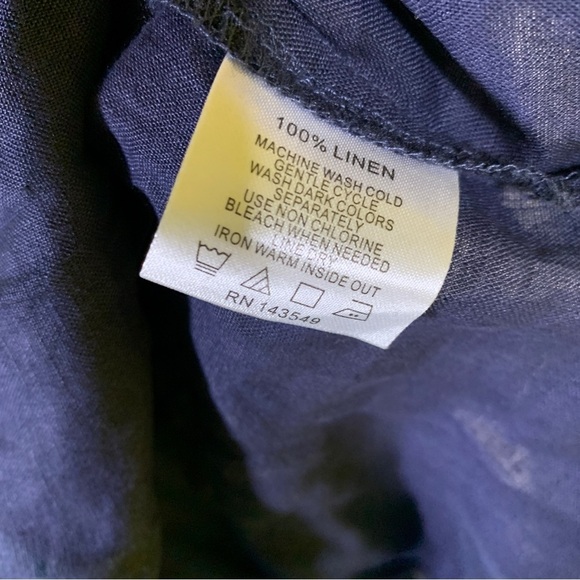 100% LINEN
MACHINE WASH COLD
GENTLE CYCLE
WASH DARK COLORS
SEPARATELY
USE NON CHLORINE
BLEACH WHEN NEEDED
LINE DRY
IRON WARM INSIDE OUT
RN 143549